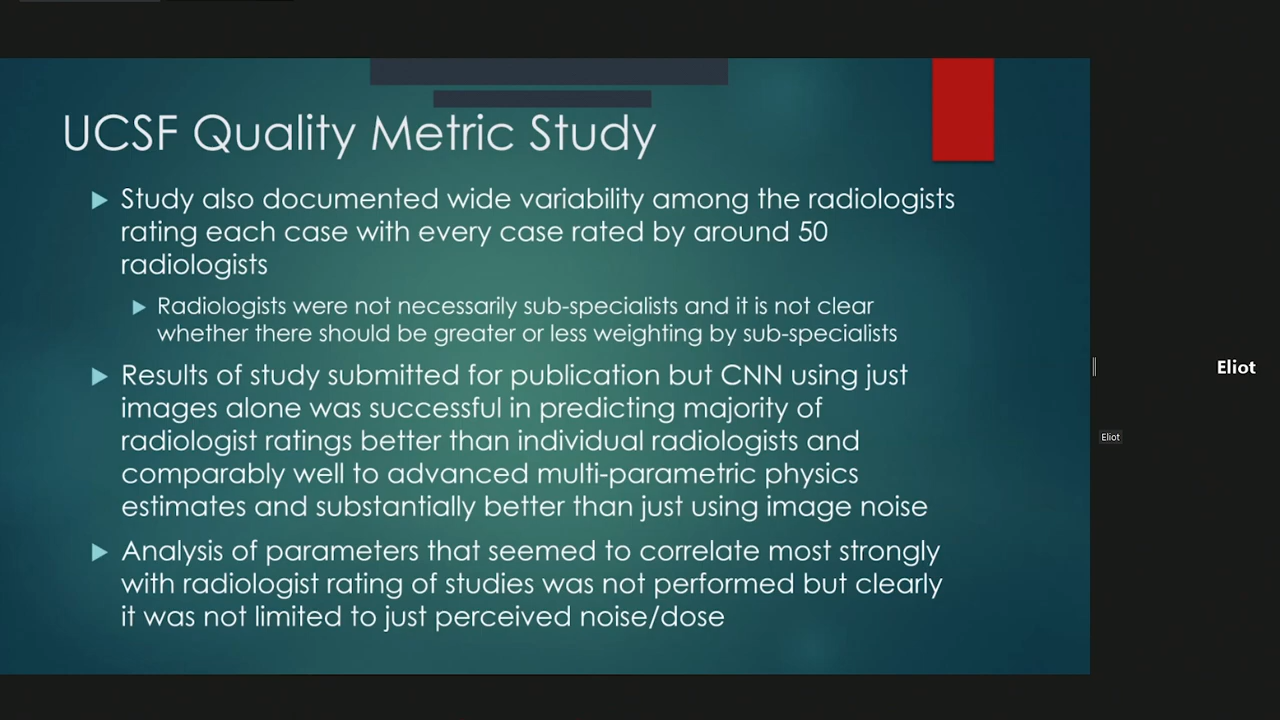 UCSF Quality Metric Study
Study also documented wide variability among the radiologists
rating each case with every case rated by around 50
radiologists
Radiologists were not necessarily sub-specialists and it is not clear
whether there should be greater or less weighting by sub-specialists
Results of study submitted for publication but CNN using just
images alone was successful in predicting majority of
radiologist ratings better than individual radiologists and
comparably well to advanced multi-parametric physics
estimates and substantially better than just using image noise
Analysis of parameters that seemed to correlate most strongly
with radiologist rating of studies was not performed but clearly
it was not limited to just perceived noise/dose
Eliot
Eliot